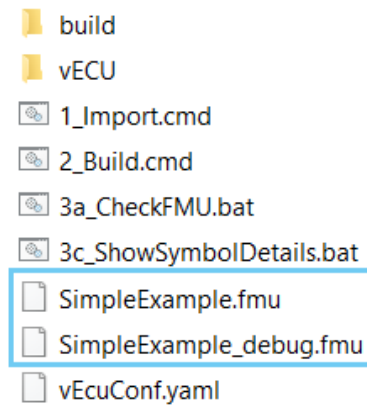 build
vECU
1_Import.cmd
2_Build.cmd
3a_CheckFMU.bat
3c_ShowSymbolDetails.bat
SimpleExample.fmu
SimpleExample_debug.fmu
vEcuConf.yaml